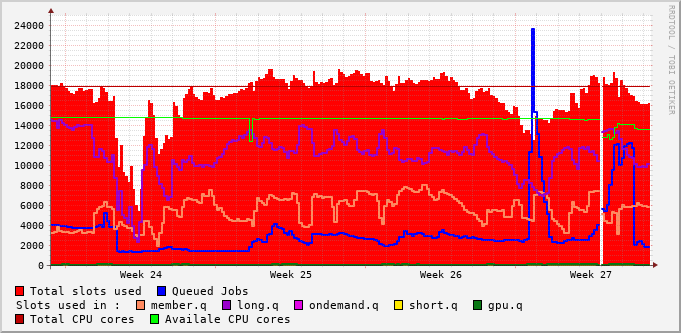 24000
22000
20000
18000
16000
14000
12000
10000
8000
6000
4000
2000
0
Week 24 Week 25 Week 26 Week 27
Total slots used Queued Jobs
Slots used in : member.q long.q ondemand.q short.q gpu.q
Total CPU cores Availale CPU cores
RRDTOOL / TOBI OETIKER